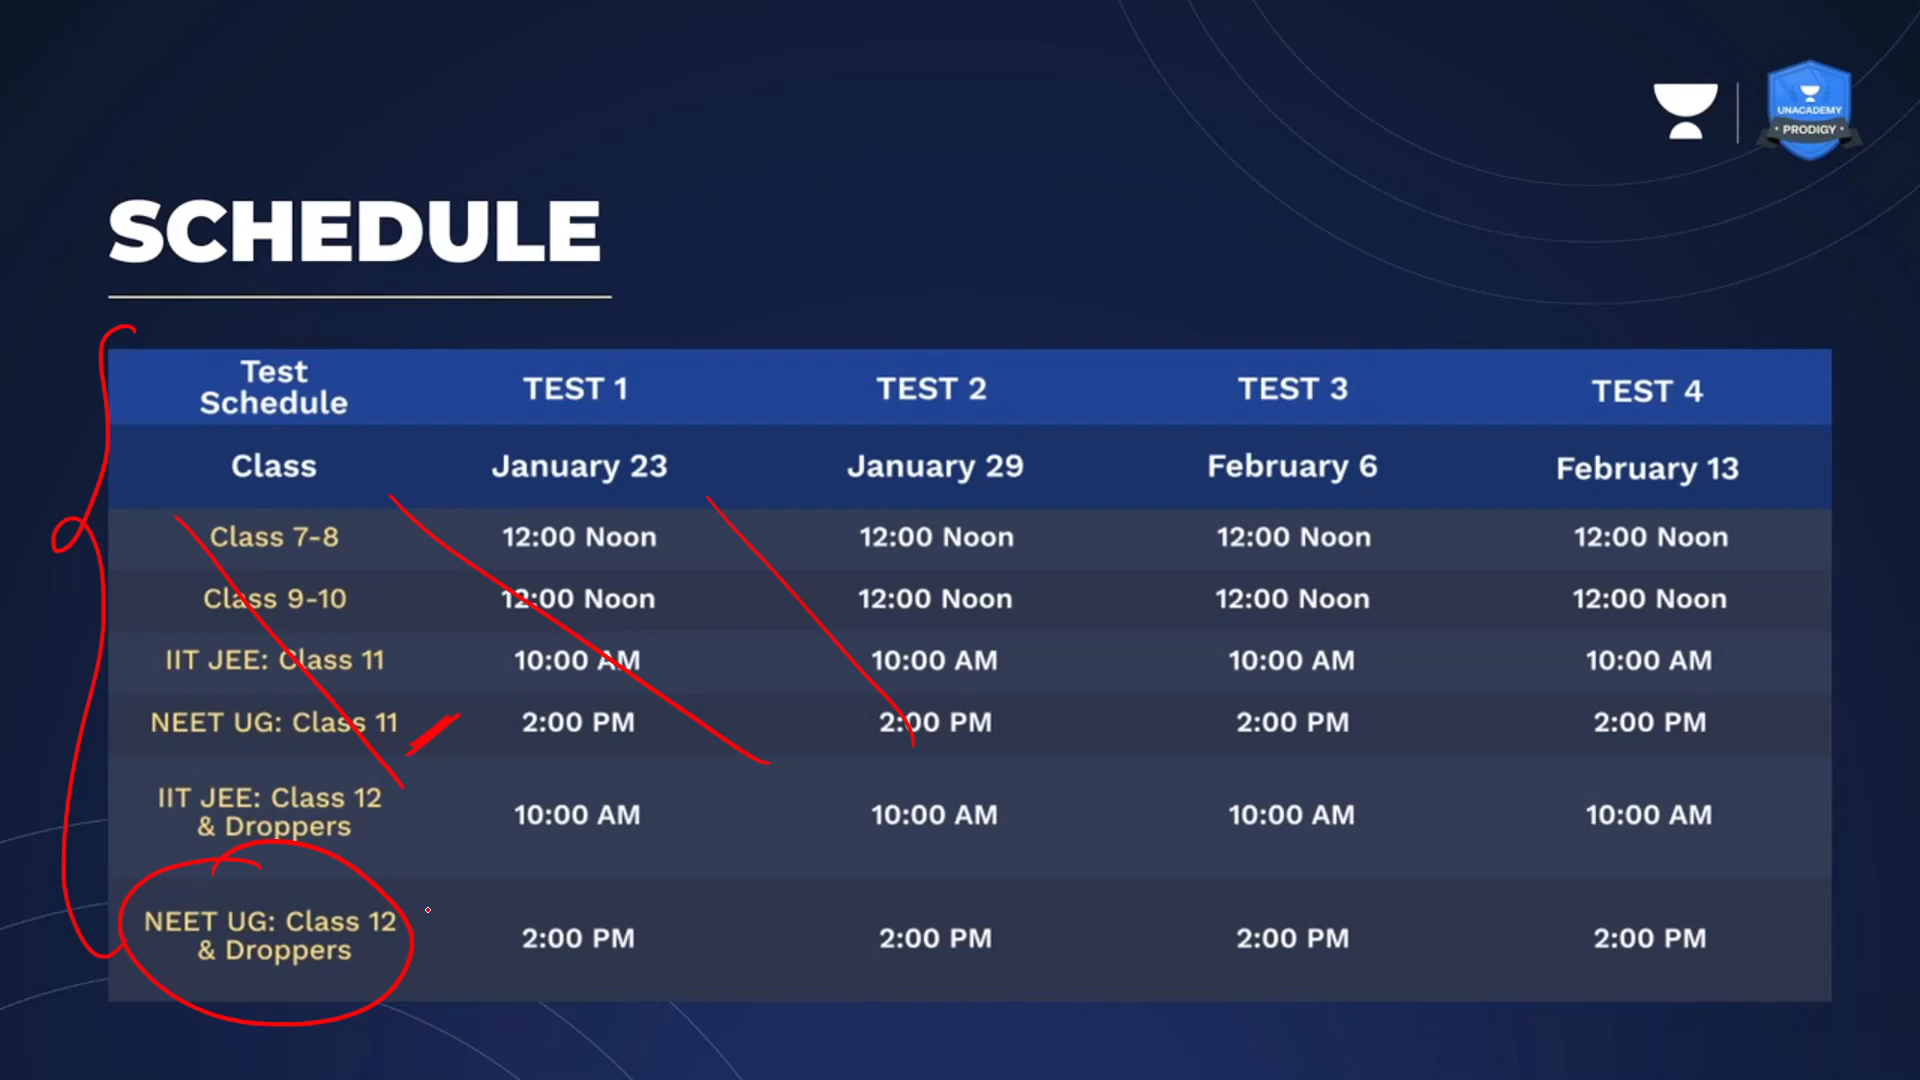 UNACADEMY
PRODIGY
SCHEDULE
Test Schedule TEST 1 TEST 2 TEST 3 TEST 4
Class January 23 January 29 February 6 February 13
Class 7-8 12:00 Noon 12:00 Noon 12:00 Noon 12:00 Noon
Class 9-10 12:00 Noon 12:00 Noon 12:00 Noon 12:00 Noon
IIT JEE: Class 11 10:00 AM 10:00 AM 10:00 AM 10:00 AM
NEET UG: Class 11 2:00 PM 2:00 PM 2:00 PM 2:00 PM
IIT JEE: Class 12 & Droppers 10:00 AM 10:00 AM 10:00 AM 10:00 AM
NEET UG: Class 12 & Droppers 2:00 PM 2:00 PM 2:00 PM 2:00 PM